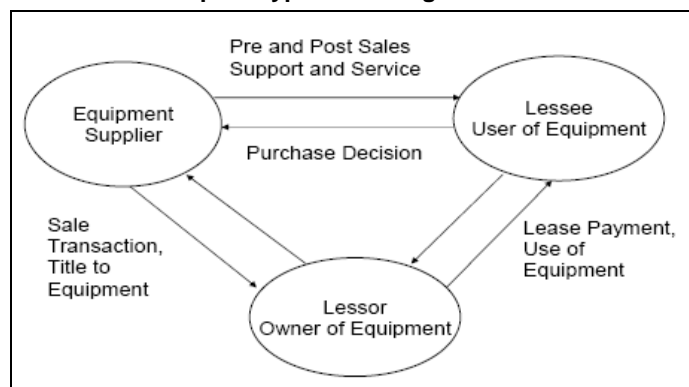 Pre and Post Sales
Support and Service
Equipment
Supplier
Lessee
User of Equipment
Purchase Decision
Sale
Transaction,
Title to
Equipment
Lease Payment,
Use of
Equipment
Lessor
Owner of Equipment